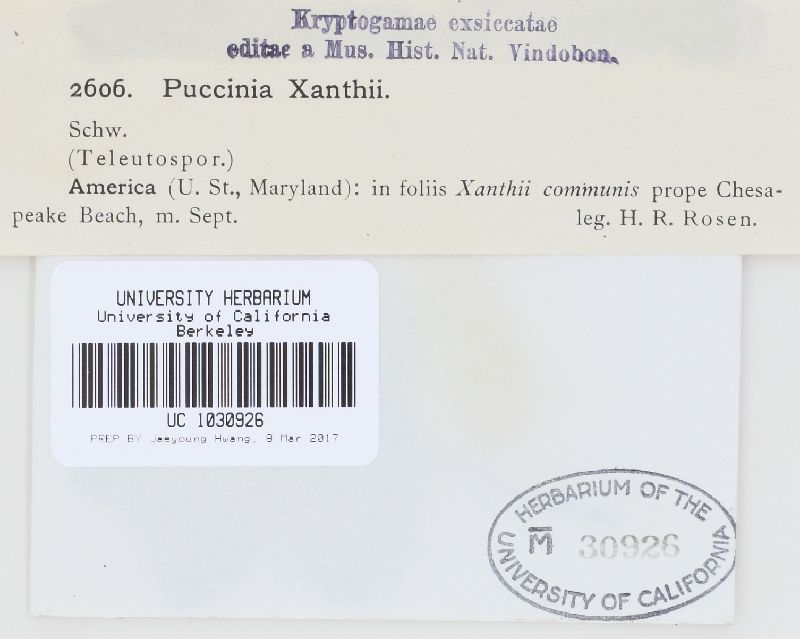 Kryptogamae exsiccatae
editae a Mus. Hist. Nat. Vindobon.
2606. Puccinia Xanthii.
Schw.
(Teleutospor.)
America (U. St., Maryland): in foliis Xanthii communis prope Chesa-
peake Beach, m. Sept. leg. H. R. Rosen.
UNIVERSITY HERBARIUM
University of California
Berkeley
UC 1030926
PREP BY Jaeyoung Hwang, 3 Mar 2017
HERBARIUM OF THE
M̅ 30926
UNIVERSITY OF CALIFORNIA